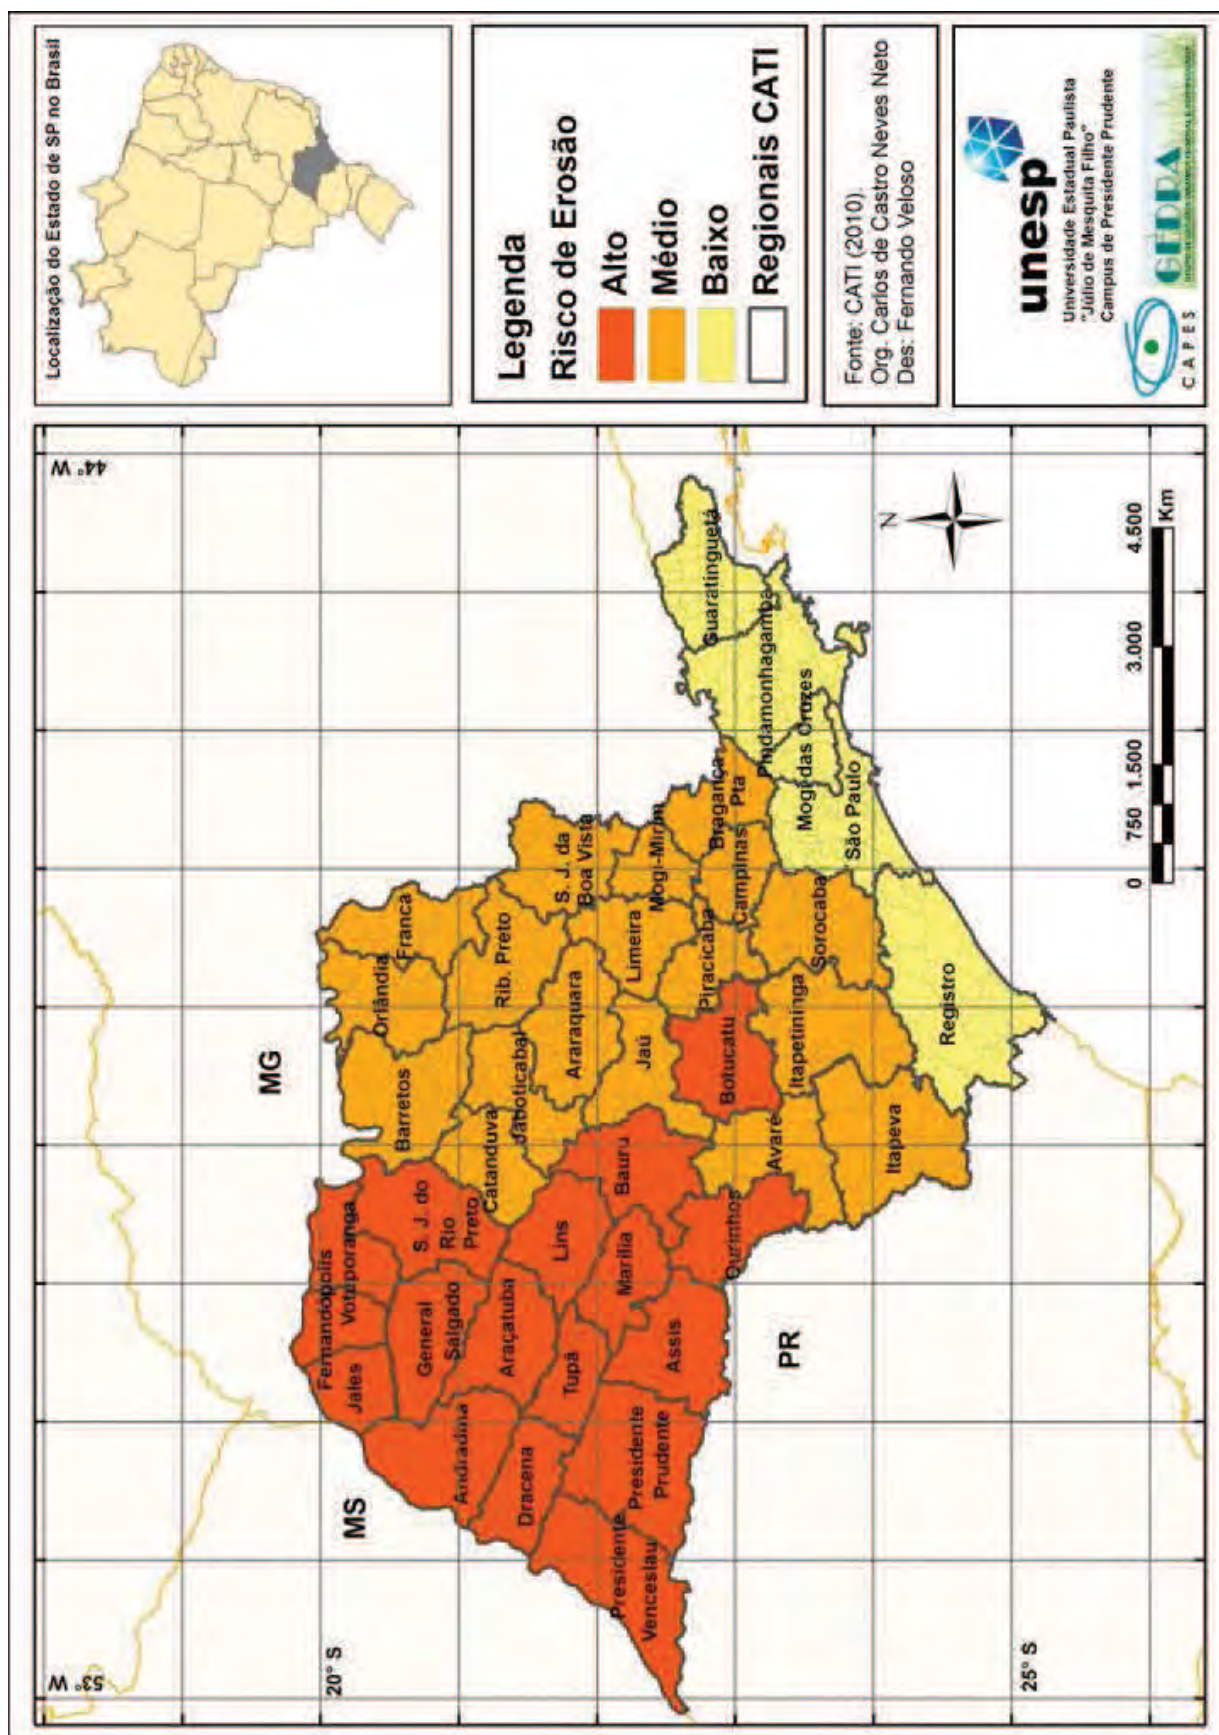 Localização do Estado de SP no Brasil
Legenda
Risco de Erosão
Alto
Médio
Baixo
Regionais CATI
Fonte: CATI (2010).
Org. Carlos de Castro Neves Neto
Des: Fernando Veloso
unesp
Universidade Estadual Paulista
"Júlio de Mesquita Filho"
Campus de Presidente Prudente
CAPES
GEDRA
53° W
44° W
20° S
25° S
MS
MG
PR
Jales
Fernandópolis
Votuporanga
S. J. do
Rio
Preto
General
Salgado
Andradina
Araçatuba
Dracena
Tupã
Lins
Marília
Bauru
Presidente
Venceslau
Presidente
Prudente
Assis
Ourinhos
Barretos
Orlândia
Franca
Catanduva
Jaboticabal
Rib. Preto
Araraquara
S. J. da
Boa Vista
Jaú
Limeira
Mogi-Mirim
Botucatu
Piracicaba
Campinas
Bragança
Pta
Avaré
Itapetininga
Sorocaba
Itapeva
Registro
São Paulo
Mogi das Cruzes
Pindamonhagamba
Guaratinguetá
N
0
750
1.500
3.000
4.500
Km